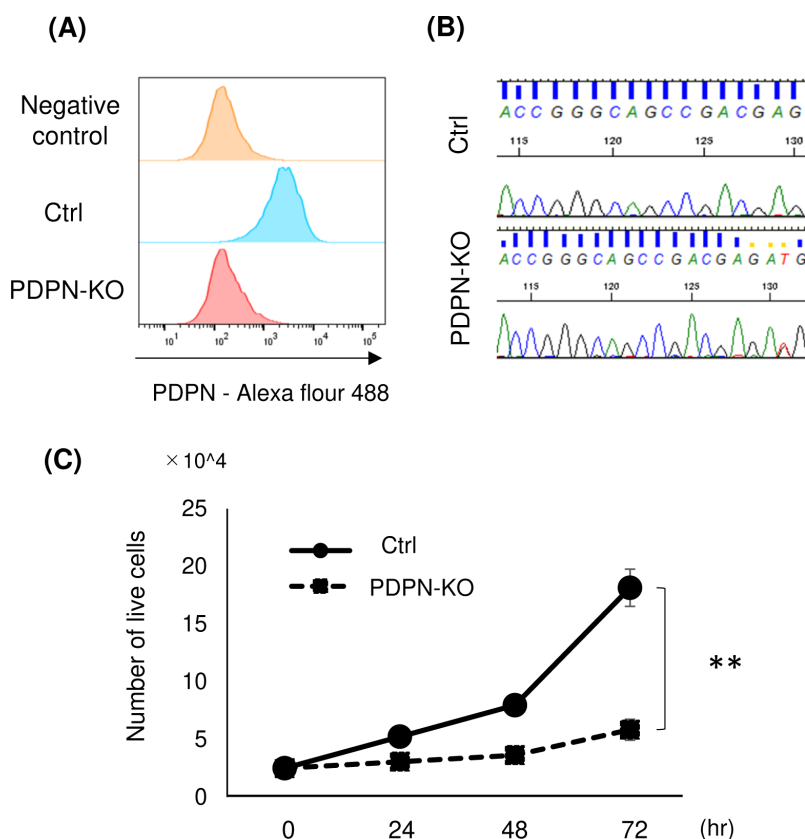 (A)
Negative
control
Ctrl
PDPN-KO
10^1 10^2 10^3 10^4 10^5
PDPN - Alexa flour 488
(B)
Ctrl
ACCGGGCAGCCGACGAG
115 120 125 130
PDPN-KO
ACCGGGCAGCCGACGAGATG
115 120 125 130
(C)
×10^4
Number of live cells
25
20
15
10
5
0
Ctrl
PDPN-KO
**
0 24 48 72 (hr)